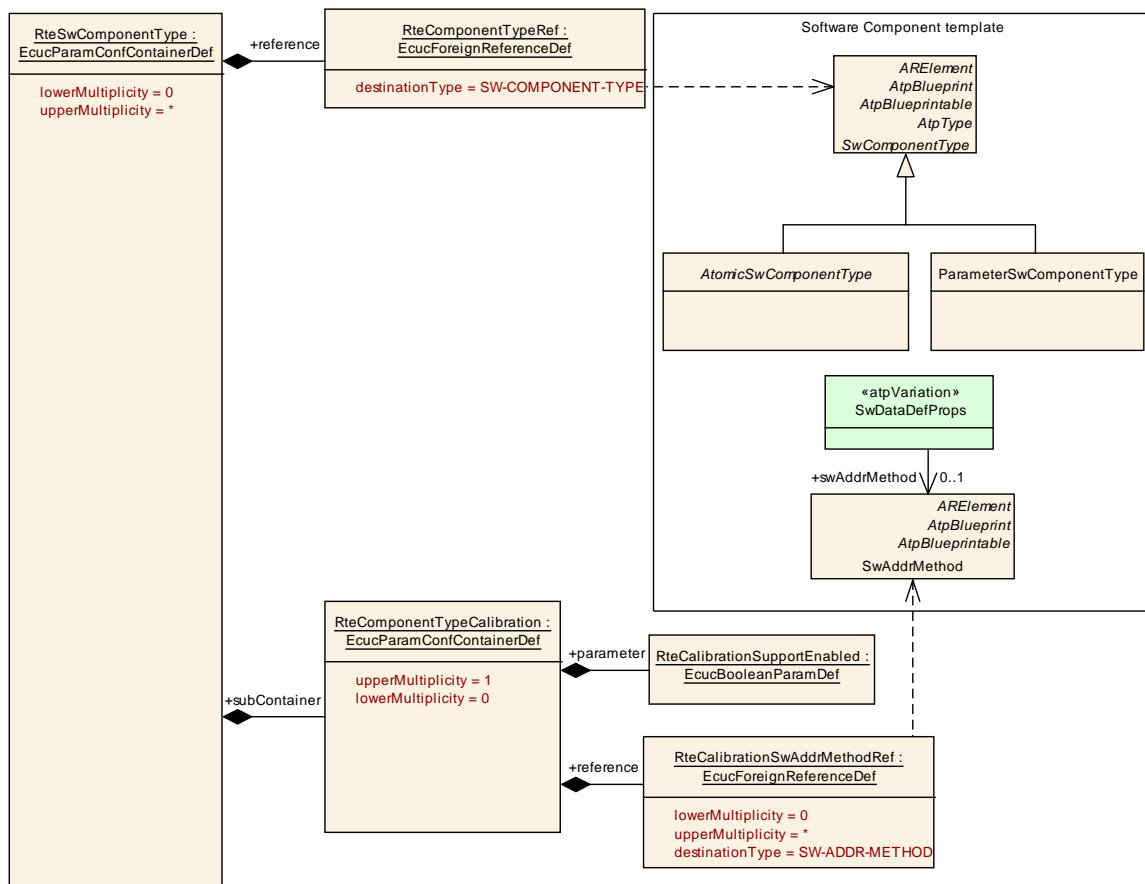 RteSwComponentType :
EcucParamConfContainerDef
lowerMultiplicity = 0
upperMultiplicity = *
+reference
RteComponentTypeRef :
EcucForeignReferenceDef
destinationType = SW-COMPONENT-TYPE
Software Component template
ARElement
AtpBlueprint
AtpBlueprintable
AtpType
SwComponentType
AtomicSwComponentType
ParameterSwComponentType
«atpVariation»
SwDataDefProps
+swAddrMethod
0..1
ARElement
AtpBlueprint
AtpBlueprintable
SwAddrMethod
+subContainer
RteComponentTypeCalibration :
EcucParamConfContainerDef
upperMultiplicity = 1
lowerMultiplicity = 0
+parameter
RteCalibrationSupportEnabled :
EcucBooleanParamDef
+reference
RteCalibrationSwAddrMethodRef :
EcucForeignReferenceDef
lowerMultiplicity = 0
upperMultiplicity = *
destinationType = SW-ADDR-METHOD